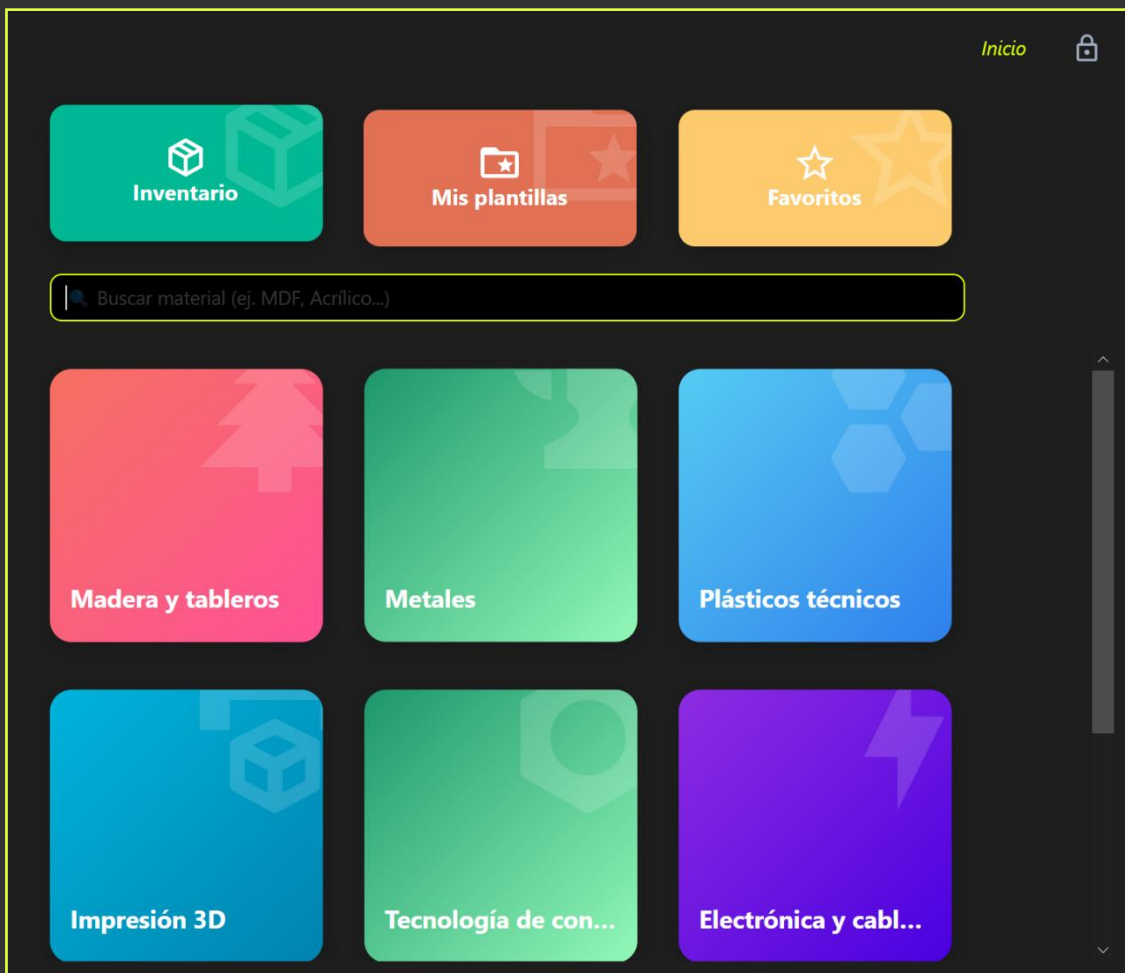 Inicio
Inventario
Mis plantillas
Favoritos
Buscar material (ej. MDF, Acrílico...)
Madera y tableros
Metales
Plásticos técnicos
Impresión 3D
Tecnología de con...
Electrónica y cabl...